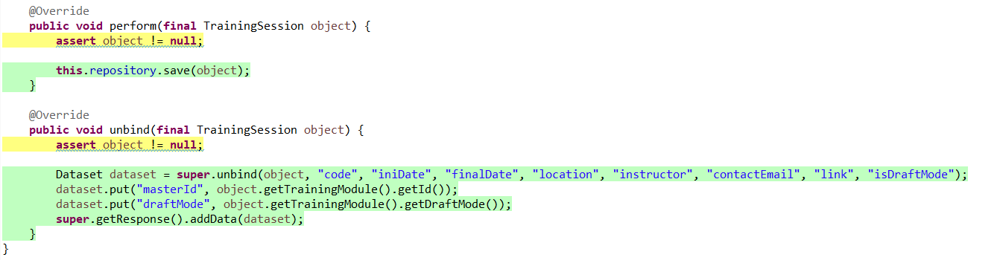 @Override
public void perform(final TrainingSession object) {
assert object != null;
this.repository.save(object);
}
@Override
public void unbind(final TrainingSession object) {
assert object != null;
Dataset dataset = super.unbind(object, "code", "iniDate", "finalDate", "location", "instructor", "contactEmail", "link", "isDraftMode");
dataset.put("masterId", object.getTrainingModule().getId());
dataset.put("draftMode", object.getTrainingModule().getDraftMode());
super.getResponse().addData(dataset);
}
}